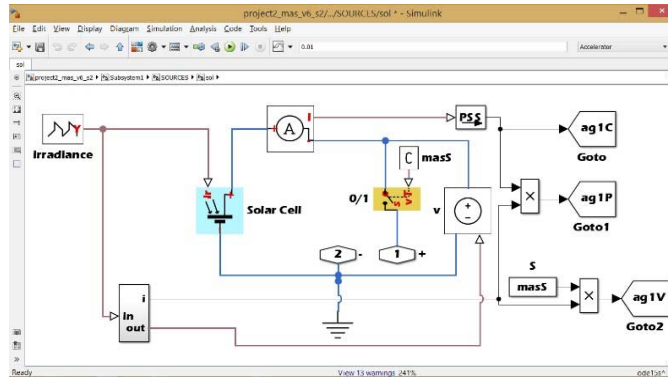 project2_mas_v6_s2/.../SOURCES/sol * - Simulink
File Edit View Display Diagram Simulation Analysis Code Tools Help
0.01
Accelerator
sol
project2_mas_v6_s2 Subsystem1 SOURCES sol
Irradiance
Solar Cell
A
I
PS S
ag1C
Goto
C masS
0/1
V
ag1P
Goto1
2 -
1 +
S
masS
ag1V
Goto2
i
in
out
View 13 warnings 241%
ode15s